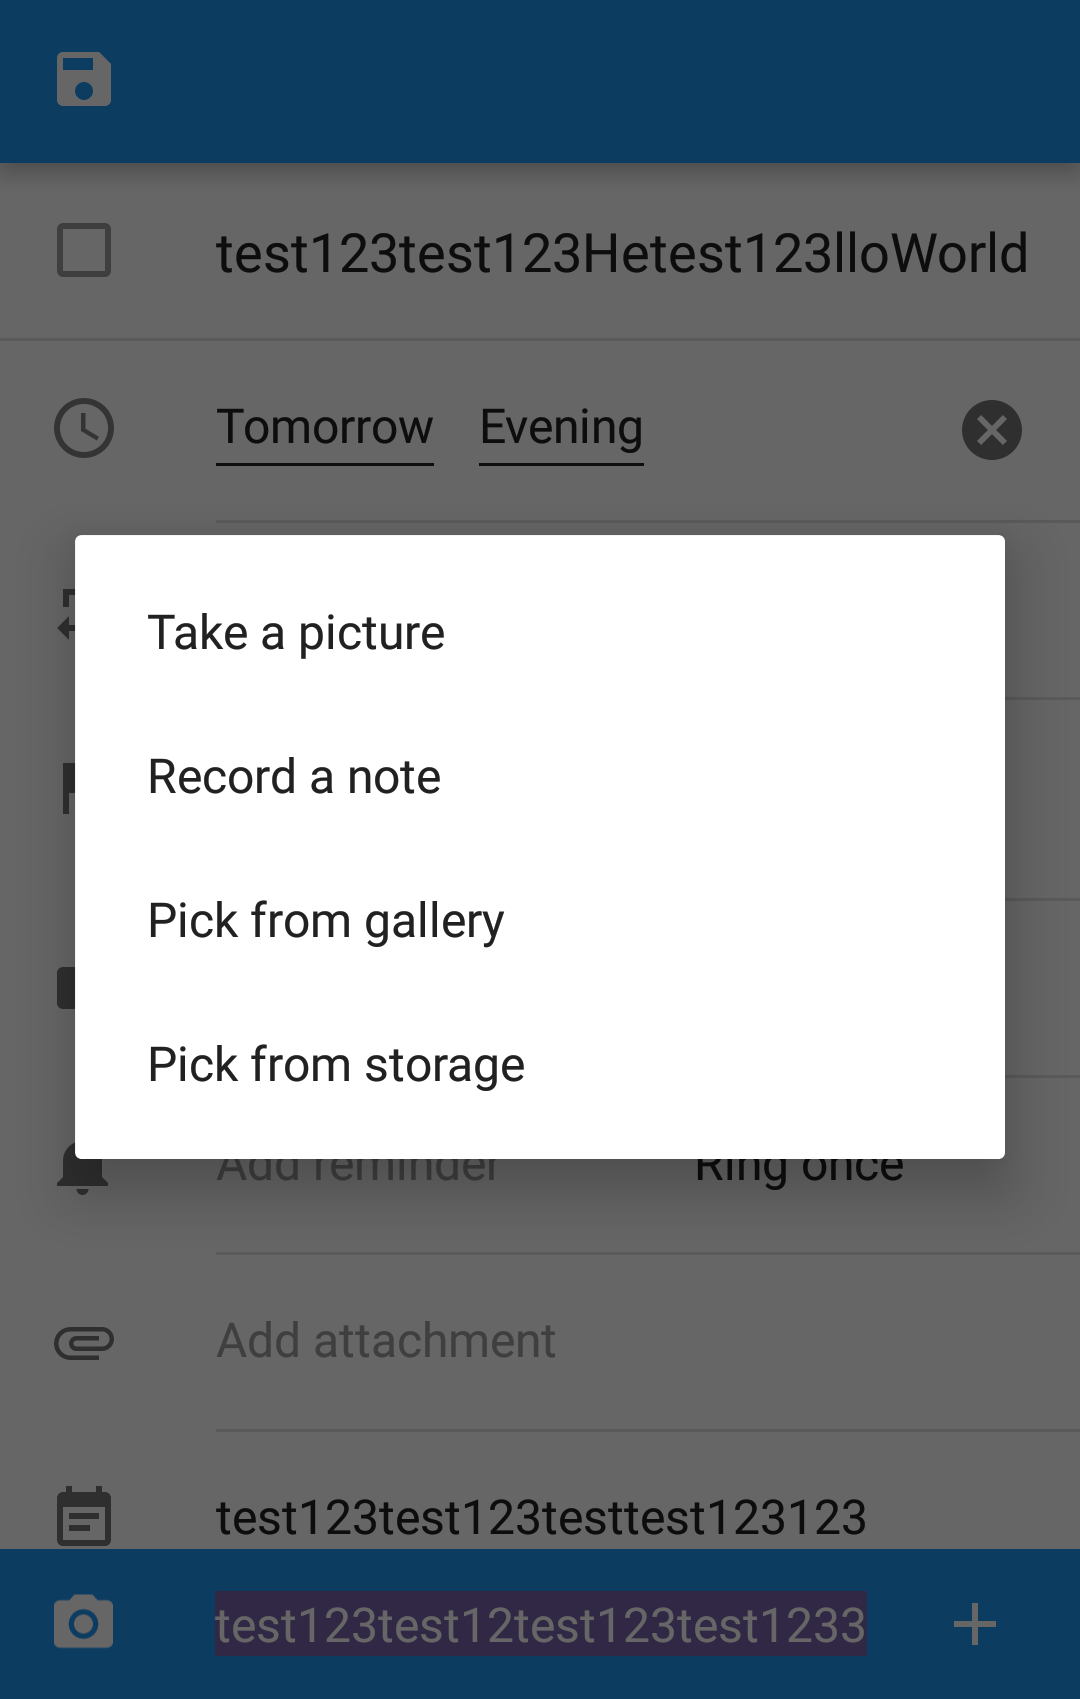 test123test123Hetest123lloWorld
Tomorrow Evening
Take a picture
Record a note
Pick from gallery
Pick from storage
Add reminder Ring once
Add attachment
test123test123testtest123123
test123test12test123test1233